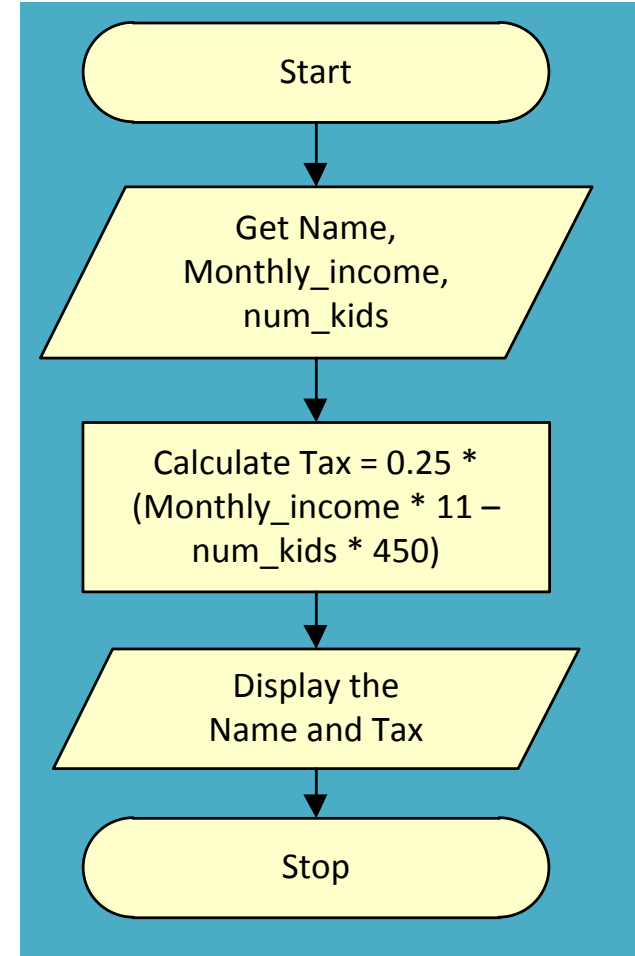 Start
Get Name,
Monthly_income,
num_kids
Calculate Tax = 0.25 *
(Monthly_income * 11 –
num_kids * 450)
Display the
Name and Tax
Stop